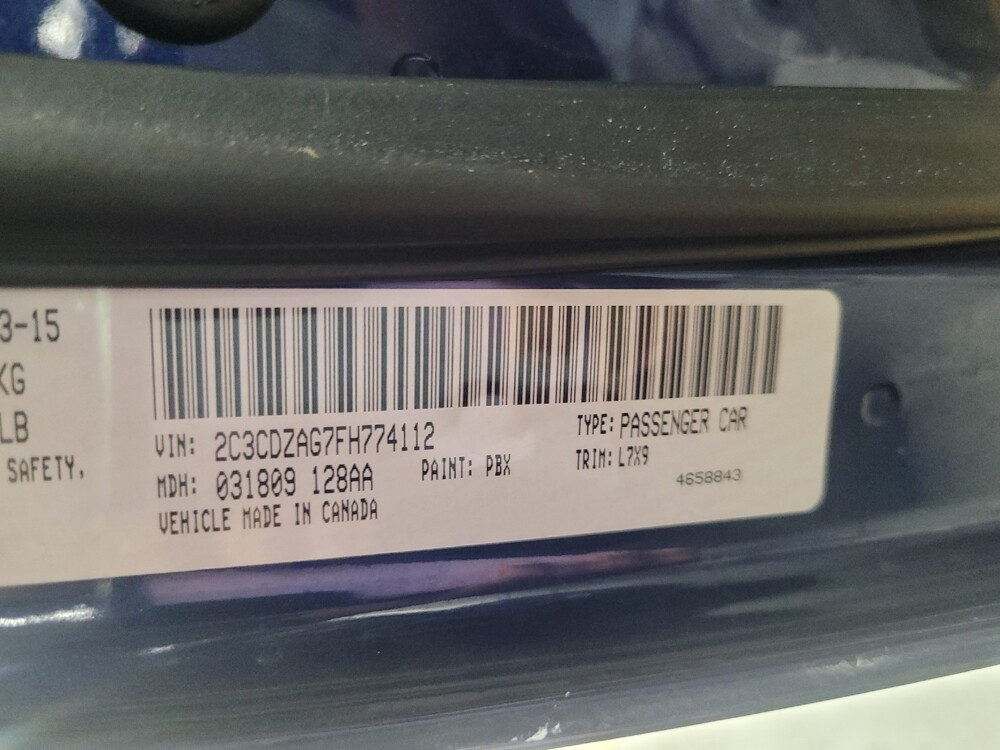 3-15
KG
LB
SAFETY,
VIN: 2C3CDZAG7FH774112
TYPE: PASSENGER CAR
MDH: 031809 128AA
PAINT: PBX
TRIM: L7X9
4658843
VEHICLE MADE IN CANADA